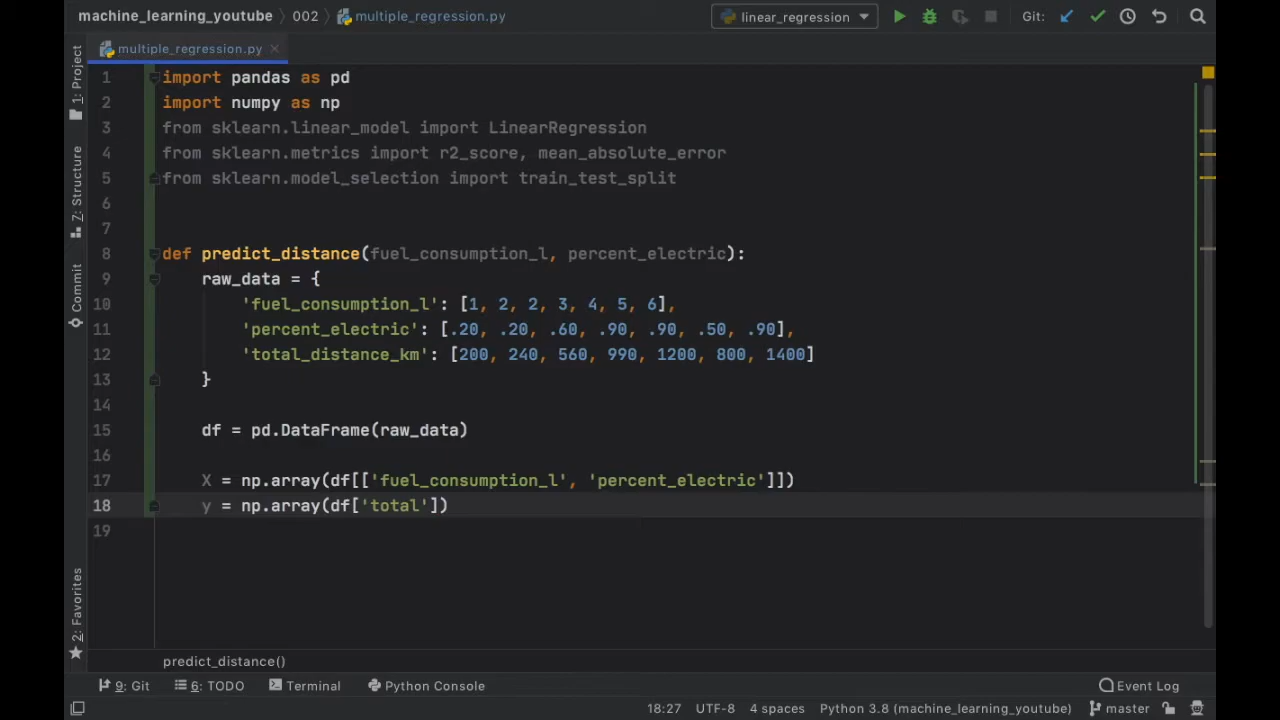 machine_learning_youtube 002 multiple_regression.py linear_regression Git:
multiple_regression.py
1 import pandas as pd
2 import numpy as np
3 from sklearn.linear_model import LinearRegression
4 from sklearn.metrics import r2_score, mean_absolute_error
5 from sklearn.model_selection import train_test_split
6
7
8 def predict_distance(fuel_consumption_l, percent_electric):
9 raw_data = {
10 'fuel_consumption_l': [1, 2, 2, 3, 4, 5, 6],
11 'percent_electric': [.20, .20, .60, .90, .90, .50, .90],
12 'total_distance_km': [200, 240, 560, 990, 1200, 800, 1400]
13 }
14
15 df = pd.DataFrame(raw_data)
16
17 X = np.array(df[['fuel_consumption_l', 'percent_electric']])
18 y = np.array(df['total'])
19
1: Project
7: Structure
Commit
2: Favorites
predict_distance()
9: Git 6: TODO Terminal Python Console Event Log
18:27 UTF-8 4 spaces Python 3.8 (machine_learning_youtube) master